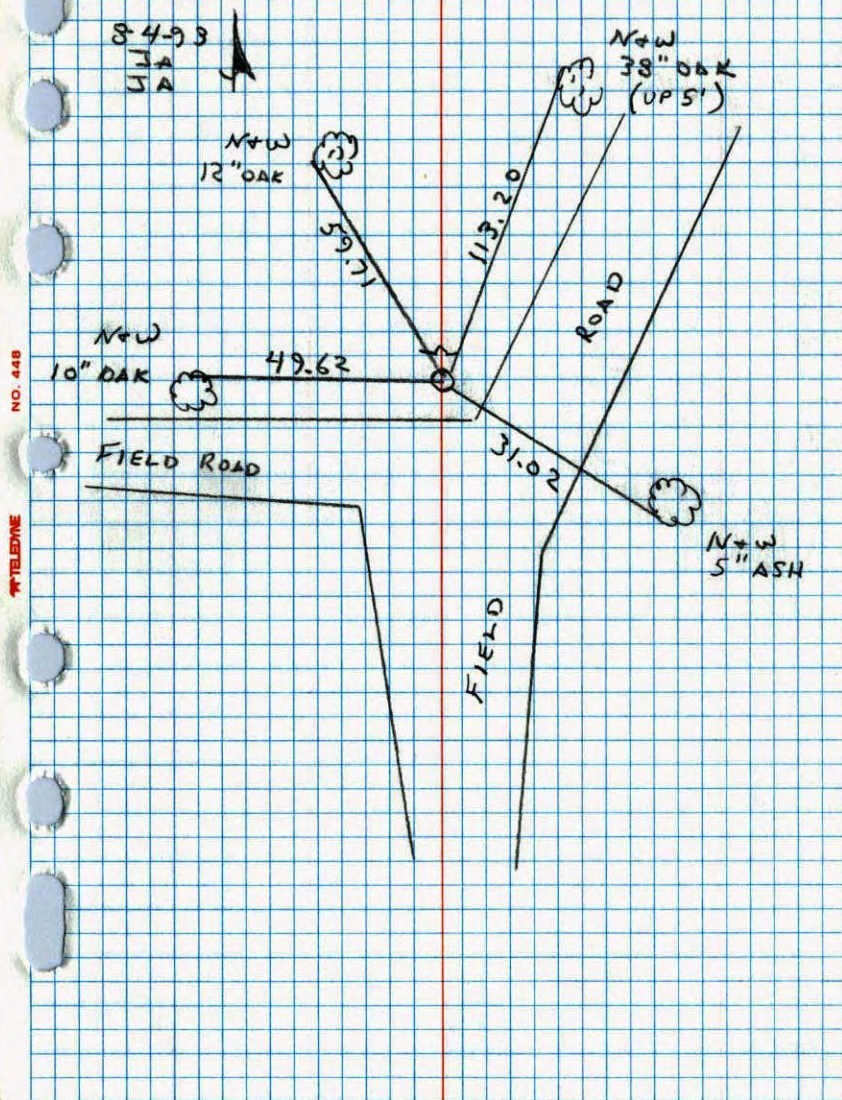 8-4-93
JA
JA
N+W
38" OAK
(UP 5')
N+W
12" OAK
59.71
113.20
ROAD
N+W
10" OAK
49.62
FIELD ROAD
31.02
N+W
5" ASH
FIELD
NO. 448
TELEDYNE